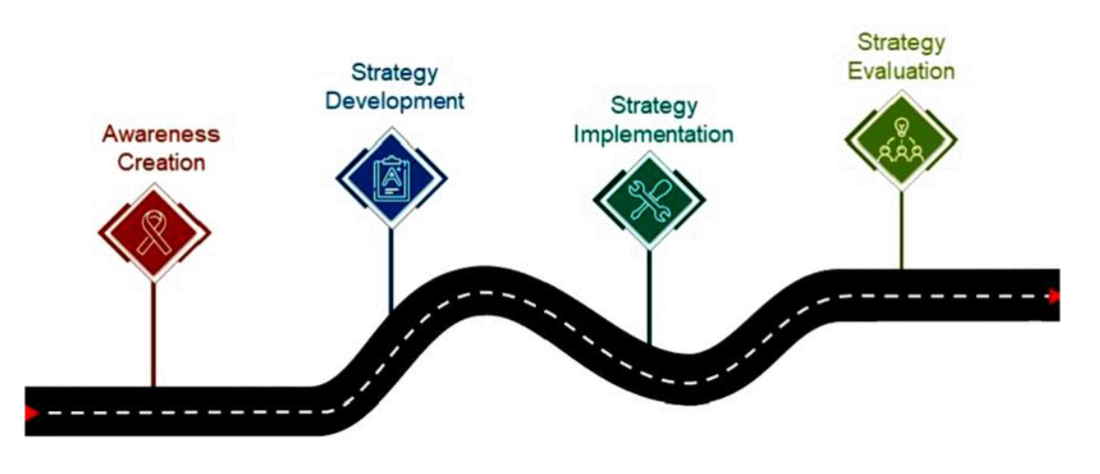 Awareness
Creation
Strategy
Development
A
Strategy
Implementation
Strategy
Evaluation